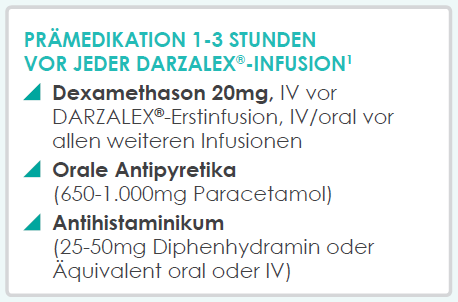 PRÄMEDIKATION 1-3 STUNDEN
VOR JEDER DARZALEX®-INFUSION¹
Dexamethason 20mg, IV vor
DARZALEX®-Erstinfusion, IV/oral vor
allen weiteren Infusionen
Orale Antipyretika
(650-1.000mg Paracetamol)
Antihistaminikum
(25-50mg Diphenhydramin oder
Äquivalent oral oder IV)